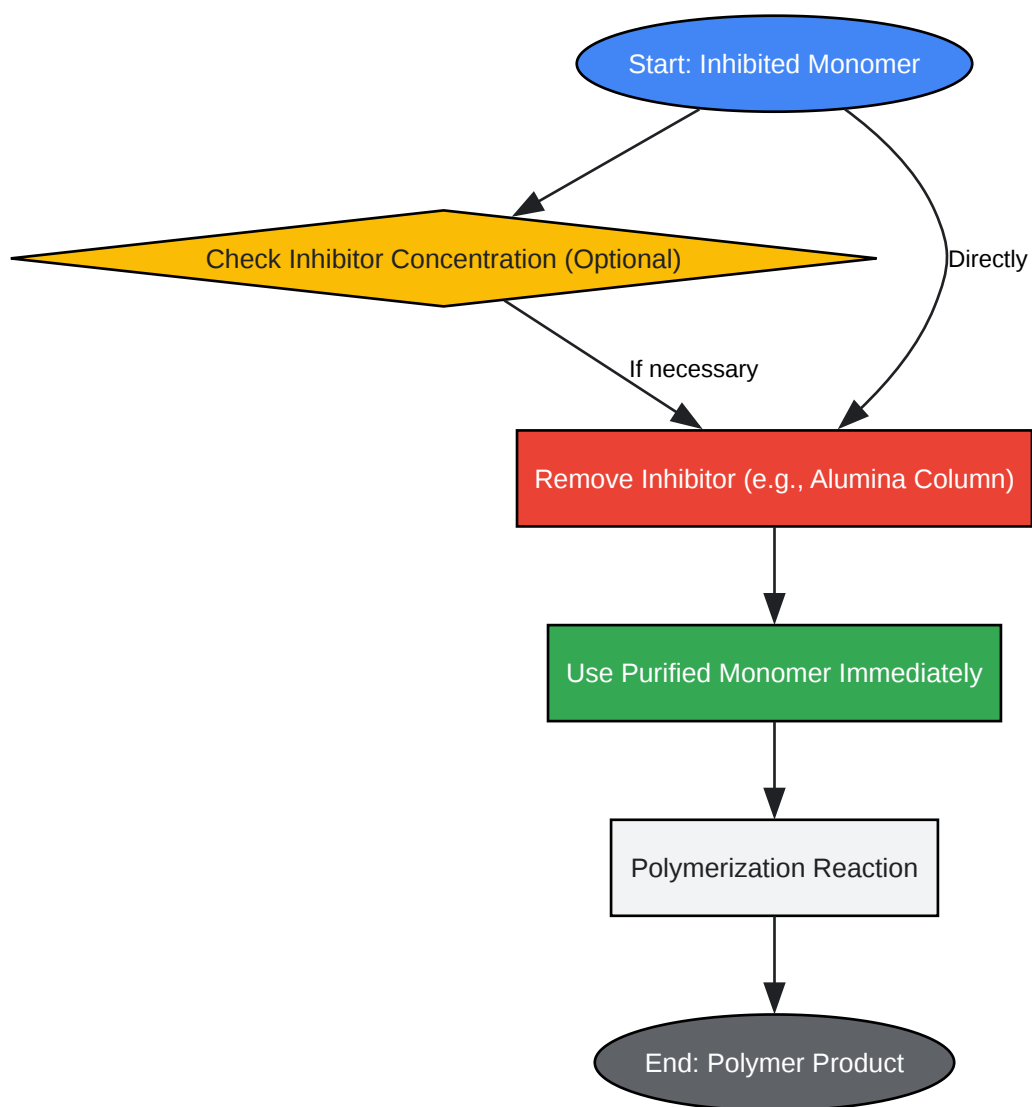 Start: Inhibited Monomer
Check Inhibitor Concentration (Optional)
Directly
If necessary
Remove Inhibitor (e.g., Alumina Column)
Use Purified Monomer Immediately
Polymerization Reaction
End: Polymer Product